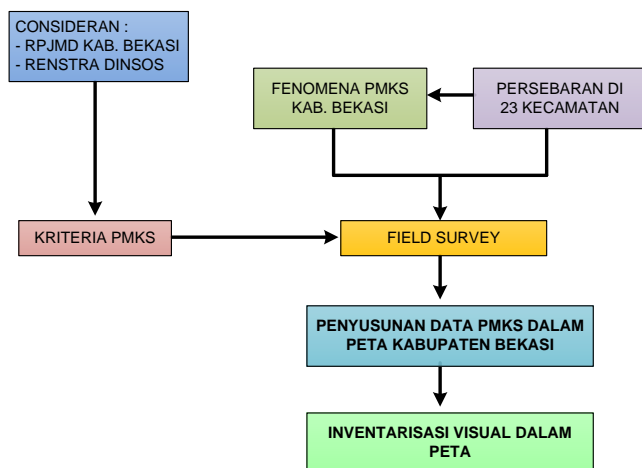 CONSIDERAN :
- RPJMD KAB. BEKASI
- RENSTRA DINSOS
FENOMENA PMKS
KAB. BEKASI
PERSEBARAN DI
23 KECAMATAN
KRITERIA PMKS
FIELD SURVEY
PENYUSUNAN DATA PMKS DALAM
PETA KABUPATEN BEKASI
INVENTARISASI VISUAL DALAM
PETA